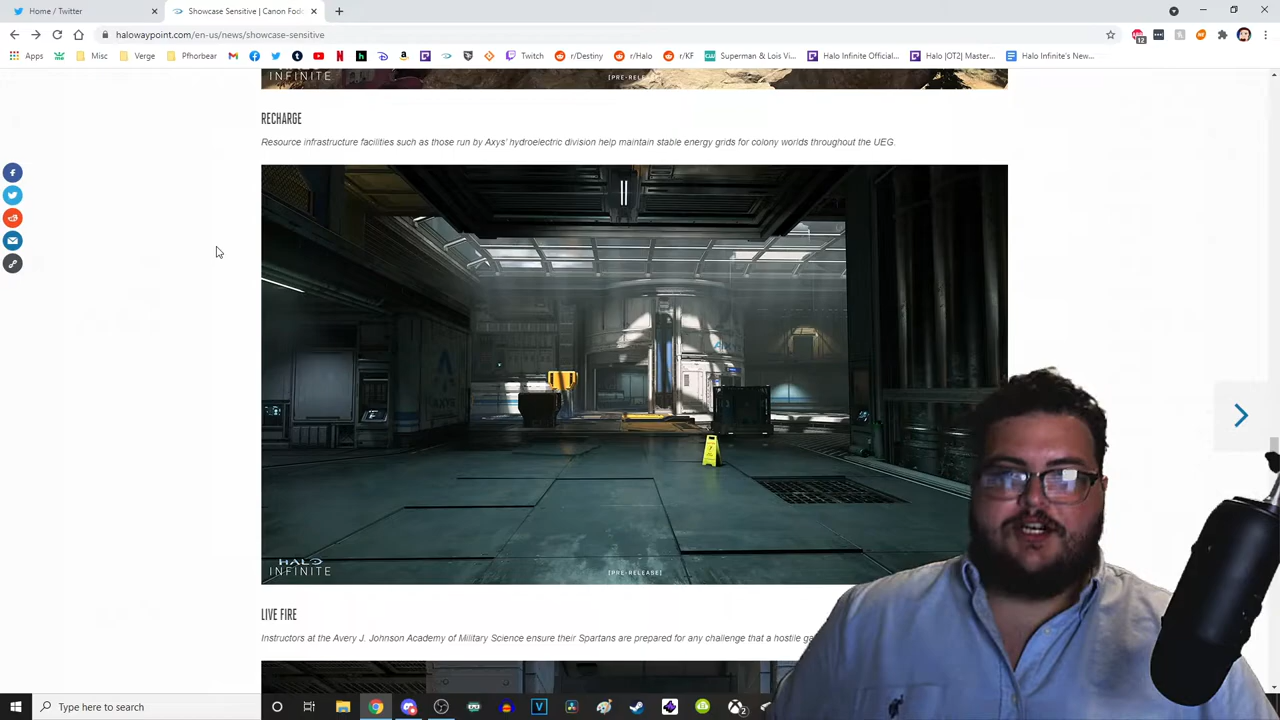 Home / Twitter
Showcase Sensitive | Canon Fod
halowaypoint.com/en-us/news/showcase-sensitive
12
Apps
Misc
Verge
Pfhorbear
Twitch
r/Destiny
r/Halo
r/KF
Superman & Lois Vi...
Halo Infinite Official...
Halo |OT2| Master...
Halo Infinite's New...
INFINITE
[PRE-RELEASE]
RECHARGE
Resource infrastructure facilities such as those run by Axys' hydroelectric division help maintain stable energy grids for colony worlds throughout the UEG.
AXYS
HALO
INFINITE
[PRE-RELEASE]
LIVE FIRE
Instructors at the Avery J. Johnson Academy of Military Science ensure their Spartans are prepared for any challenge that a hostile ga
Type here to search
2